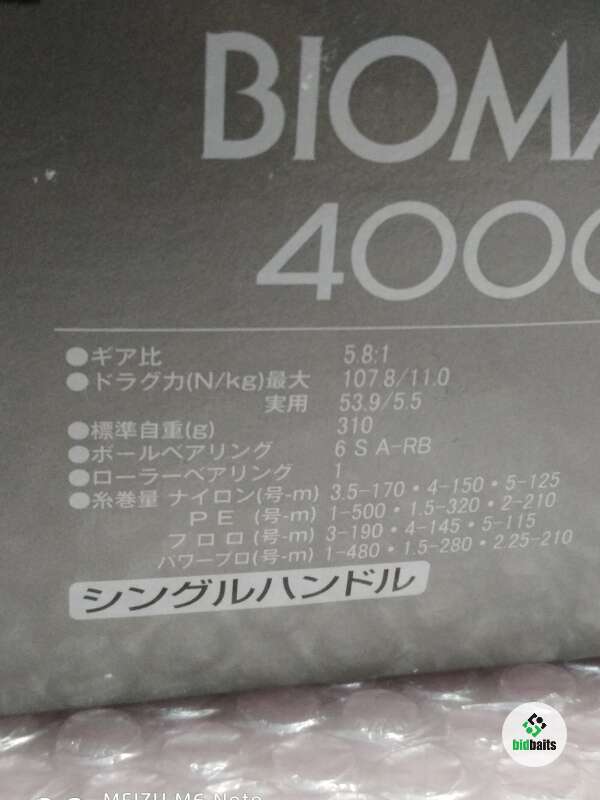 BIOMA
4000
●ギア比 5.8:1
●ドラグ力(N/kg)最大 107.8/11.0
実用 53.9/5.5
●標準自重(g) 310
●ボールベアリング 6 S A-RB
●ローラーベアリング 1
●糸巻量 ナイロン(号-m) 3.5-170・4-150・5-125
PE (号-m) 1-500・1.5-320・2-210
フロロ(号-m) 3-190・4-145・5-115
パワープロ(号-m) 1-480・1.5-280・2.25-210
シングルハンドル
bidbaits
MEIZU M6 Note